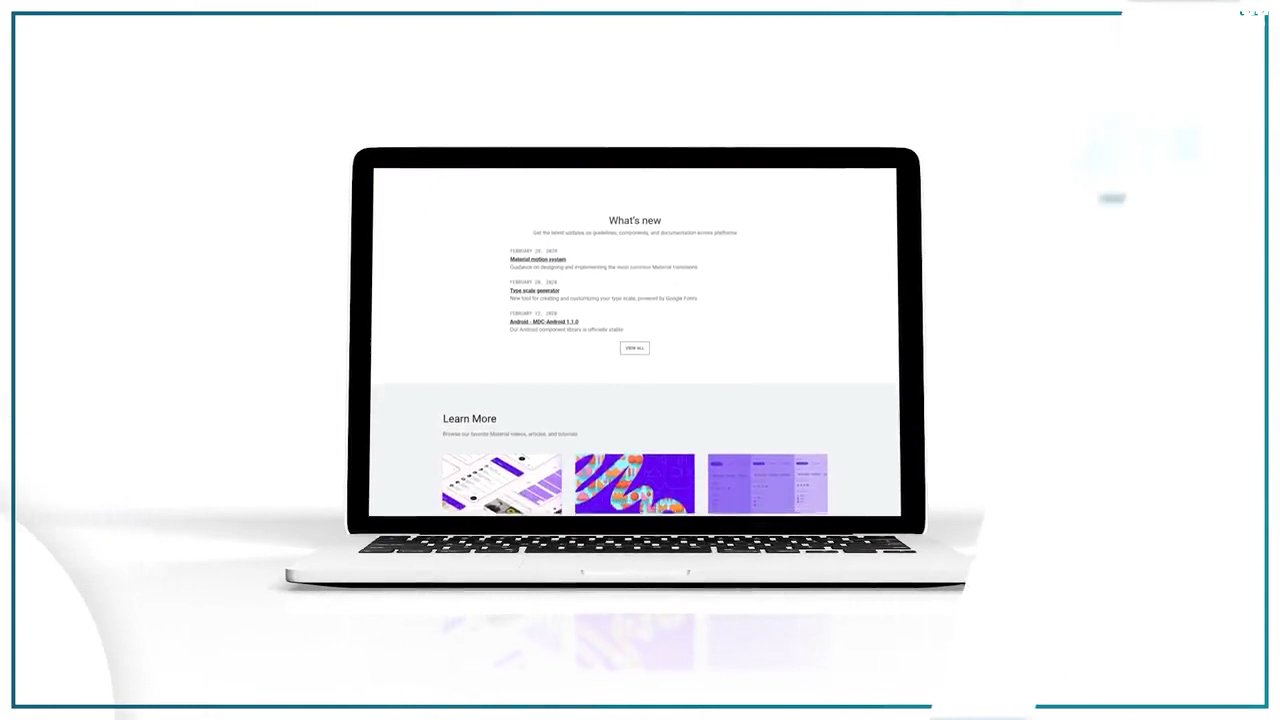 What's new
Get the latest updates on guidelines, components, and documentation across platforms
FEBRUARY 28, 2020
Material motion system
Guidance on designing and implementing the most common Material transitions
FEBRUARY 20, 2020
Type scale generator
New tool for creating and customizing your type scale, powered by Google Fonts
FEBRUARY 12, 2020
Android - MDC-Android 1.1.0
Our Android component library is officially stable
VIEW ALL
Learn More
Browse our favorite Material videos, articles, and tutorials